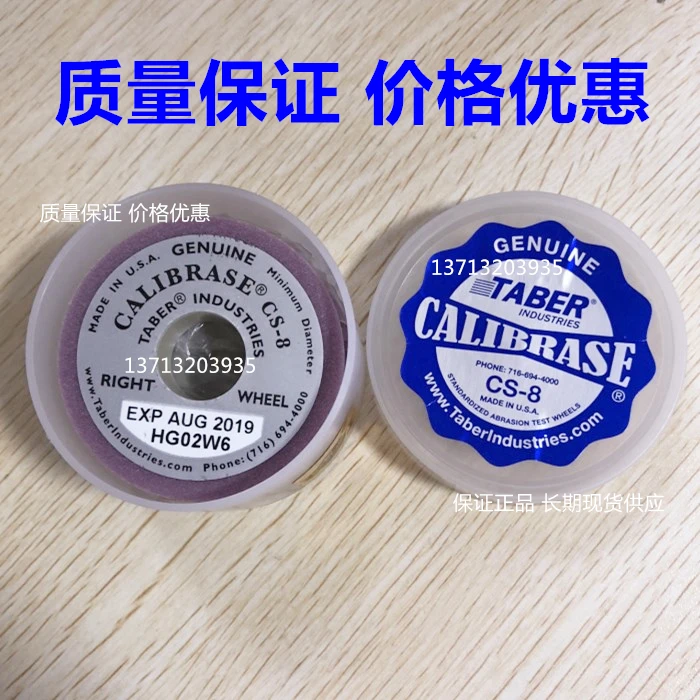 质量保证 价格优惠
质量保证 价格优惠
GENUINE
MADE IN U.S.A.
CALIBRASE® CS-8
Minimum Diameter
TABER® INDUSTRIES
13713203935
RIGHT WHEEL
EXP AUG 2019
HG02W6
www.TaberIndustries.com Phone: (716) 694-4000
GENUINE
13713203935
TABER®
INDUSTRIES
CALIBRASE®
PHONE: 716-694-4000
CS-8
MADE IN U.S.A.
STANDARDIZED ABRASION TEST WHEELS
www.TaberIndustries.com
保证正品 长期现货供应